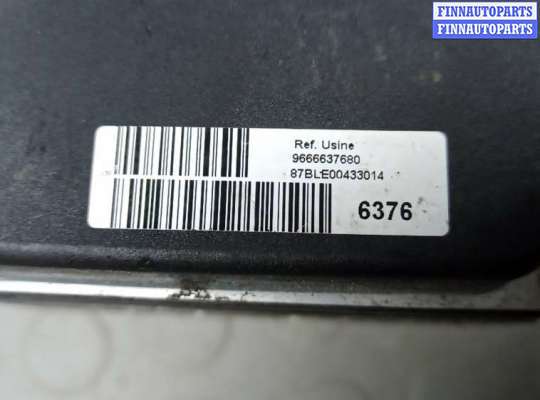 FINNAUTOPARTS
FINNAUTOPARTS
Ref. Usine
9666637680
87BLE00433014
6376